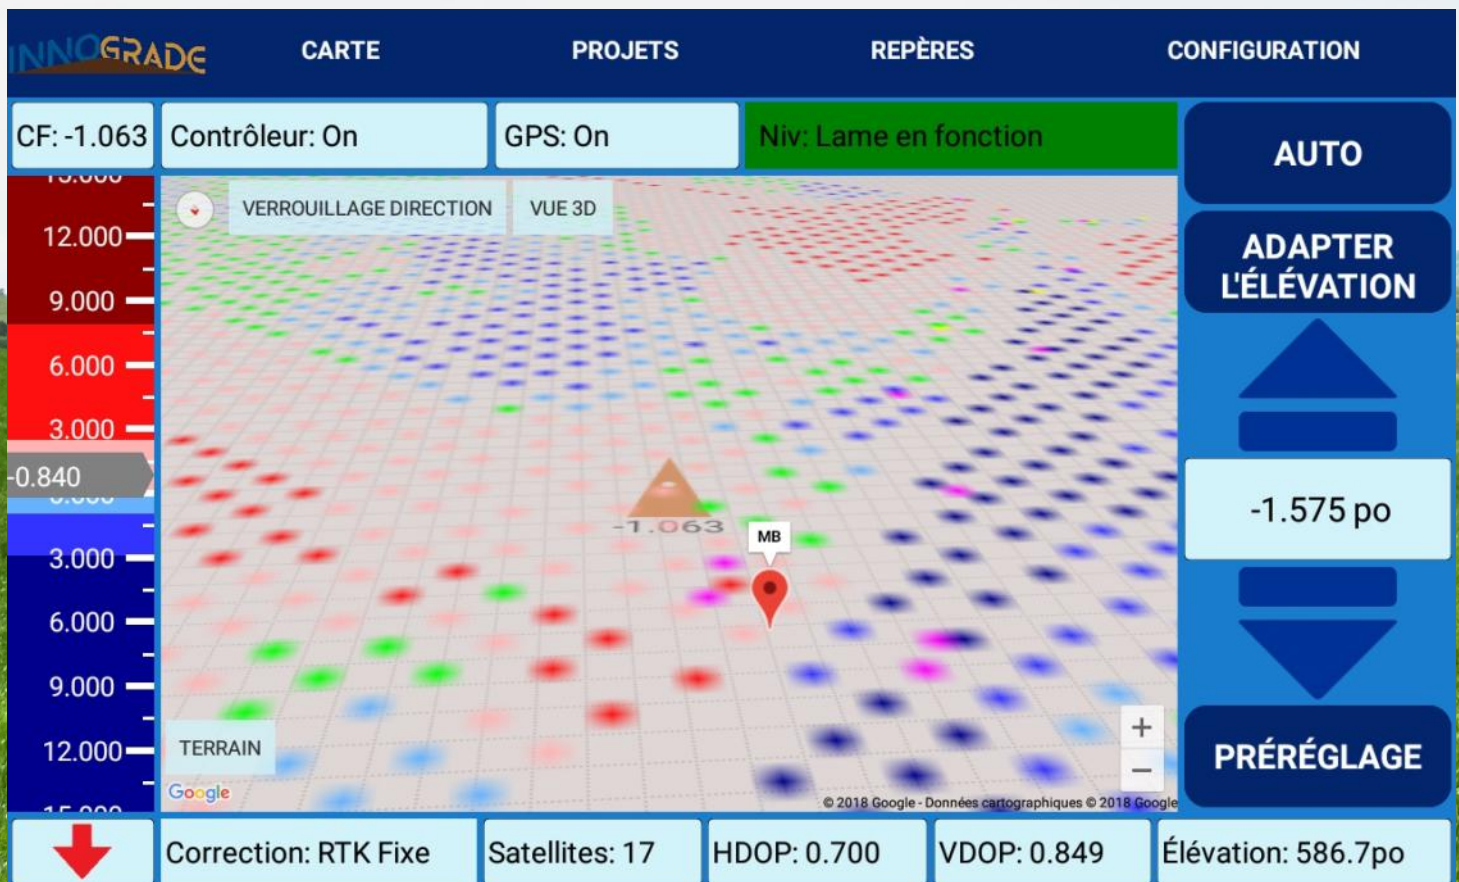 INNOGRADE
CARTE
PROJETS
REPÈRES
CONFIGURATION
CF: -1.063
Contrôleur: On
GPS: On
Niv: Lame en fonction
AUTO
VERROUILLAGE DIRECTION
VUE 3D
ADAPTER
L'ÉLÉVATION
12.000
9.000
6.000
3.000
-0.840
3.000
6.000
9.000
12.000
-1.063
MB
-1.575 po
TERRAIN
+
−
PRÉRÉGLAGE
Google
© 2018 Google - Données cartographiques © 2018 Google
Correction: RTK Fixe
Satellites: 17
HDOP: 0.700
VDOP: 0.849
Élévation: 586.7po